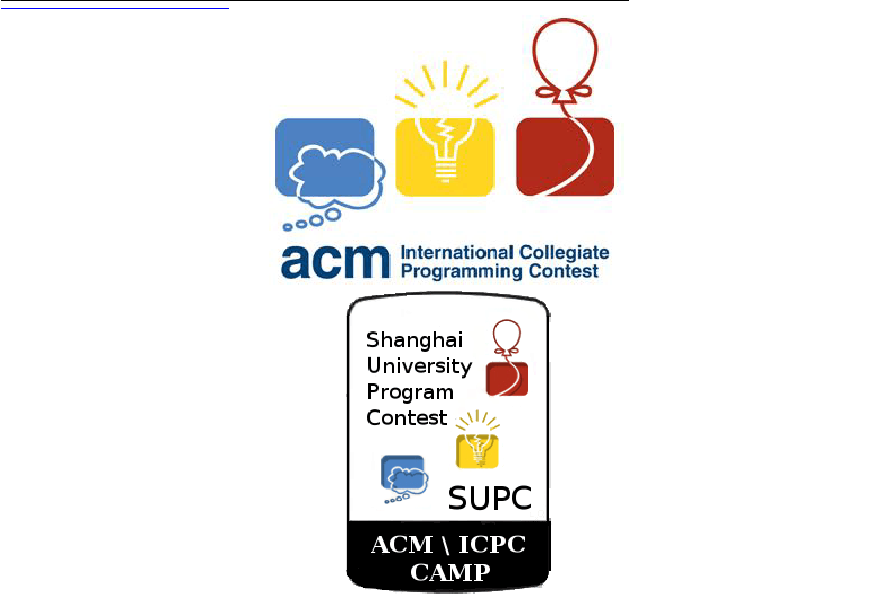 acm International Collegiate
Programming Contest
Shanghai
University
Program
Contest
SUPC
ACM \ ICPC
CAMP